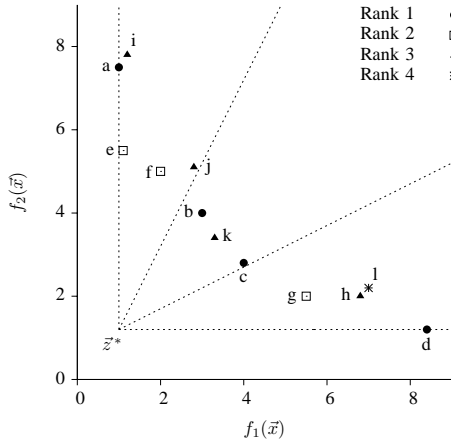 Rank 1
Rank 2
Rank 3
Rank 4
8
6
4
2
0
0
2
4
6
8
f₂(x⃗)
f₁(x⃗)
z⃗*
a
i
e
f
j
b
k
c
g
h
l
d